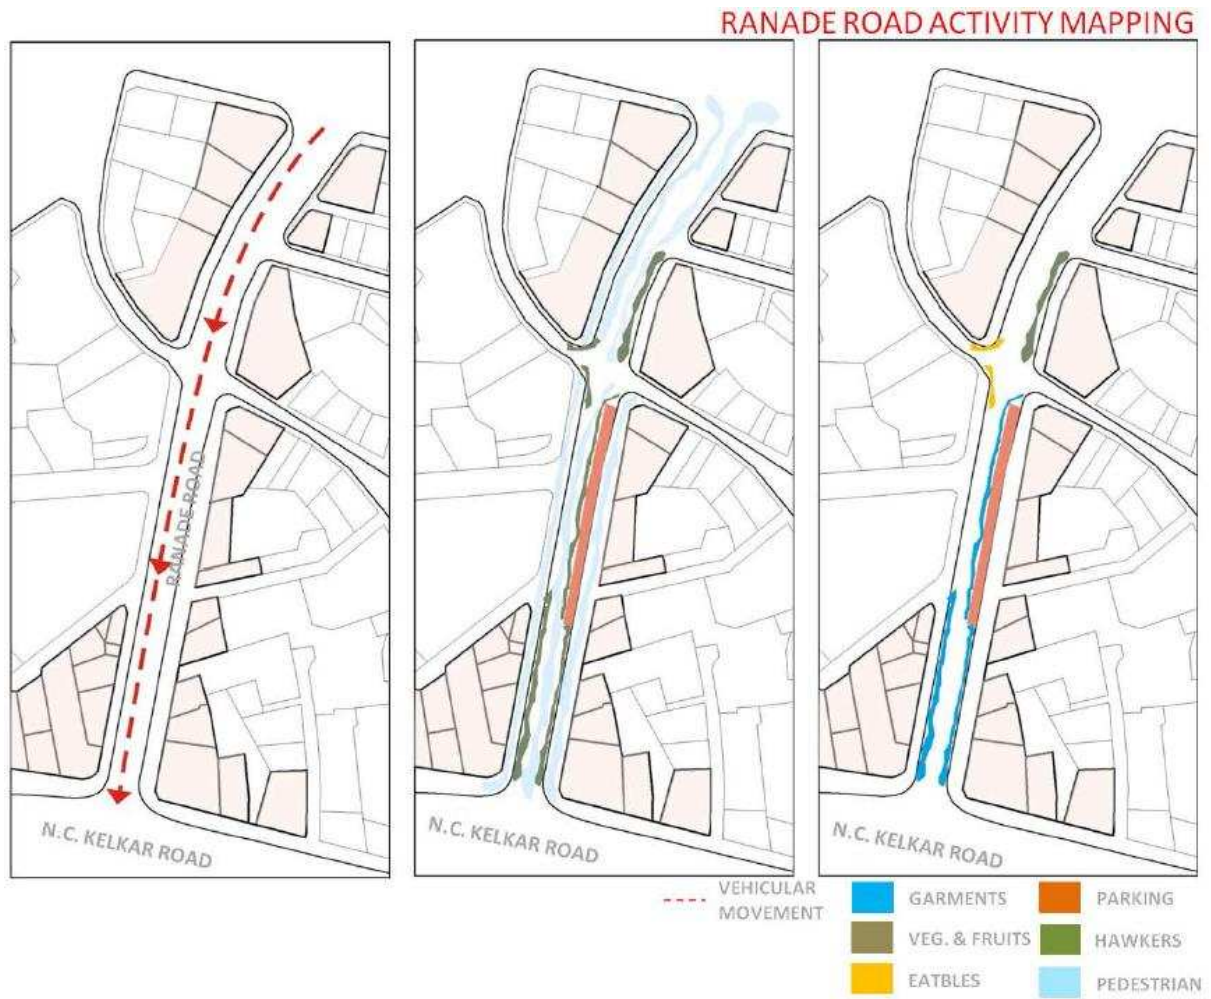 RANADE ROAD ACTIVITY MAPPING
RANADE ROAD
N.C. KELKAR ROAD
N.C. KELKAR ROAD
N.C. KELKAR ROAD
VEHICULAR
MOVEMENT
GARMENTS
PARKING
VEG. & FRUITS
HAWKERS
EATBLES
PEDESTRIAN